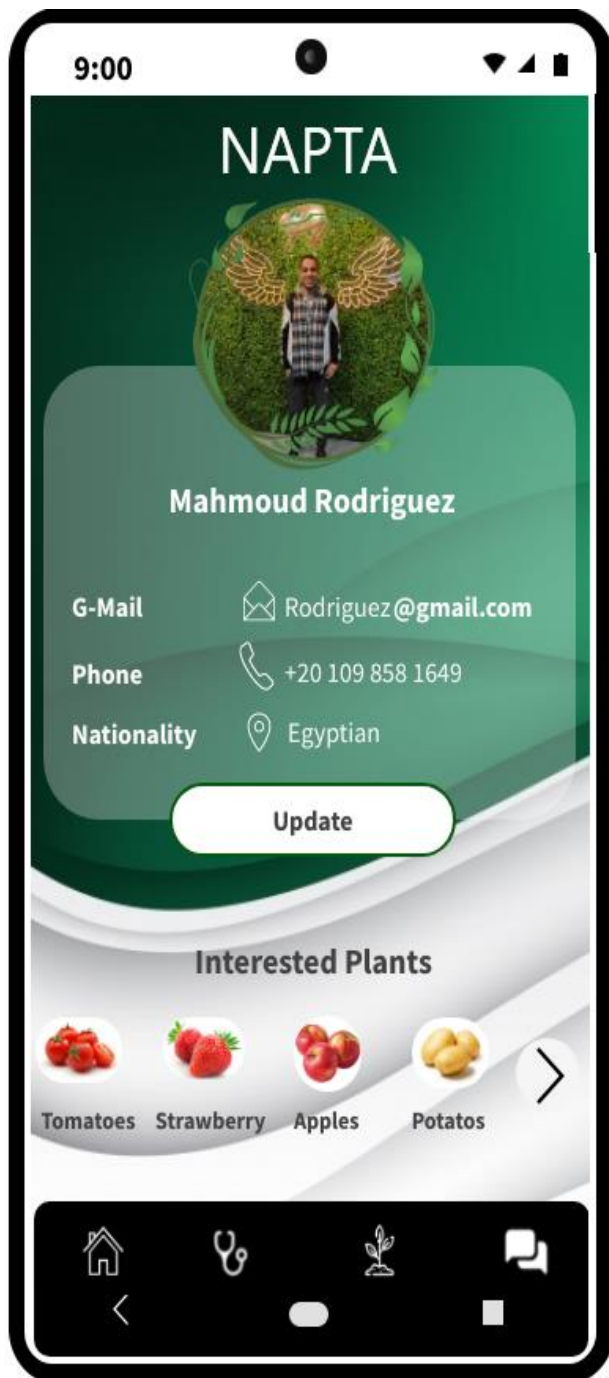 9:00
NAPTA
Mahmoud Rodriguez
G-Mail Rodriguez@gmail.com
Phone +20 109 858 1649
Nationality Egyptian
Update
Interested Plants
Tomatoes Strawberry Apples Potatos